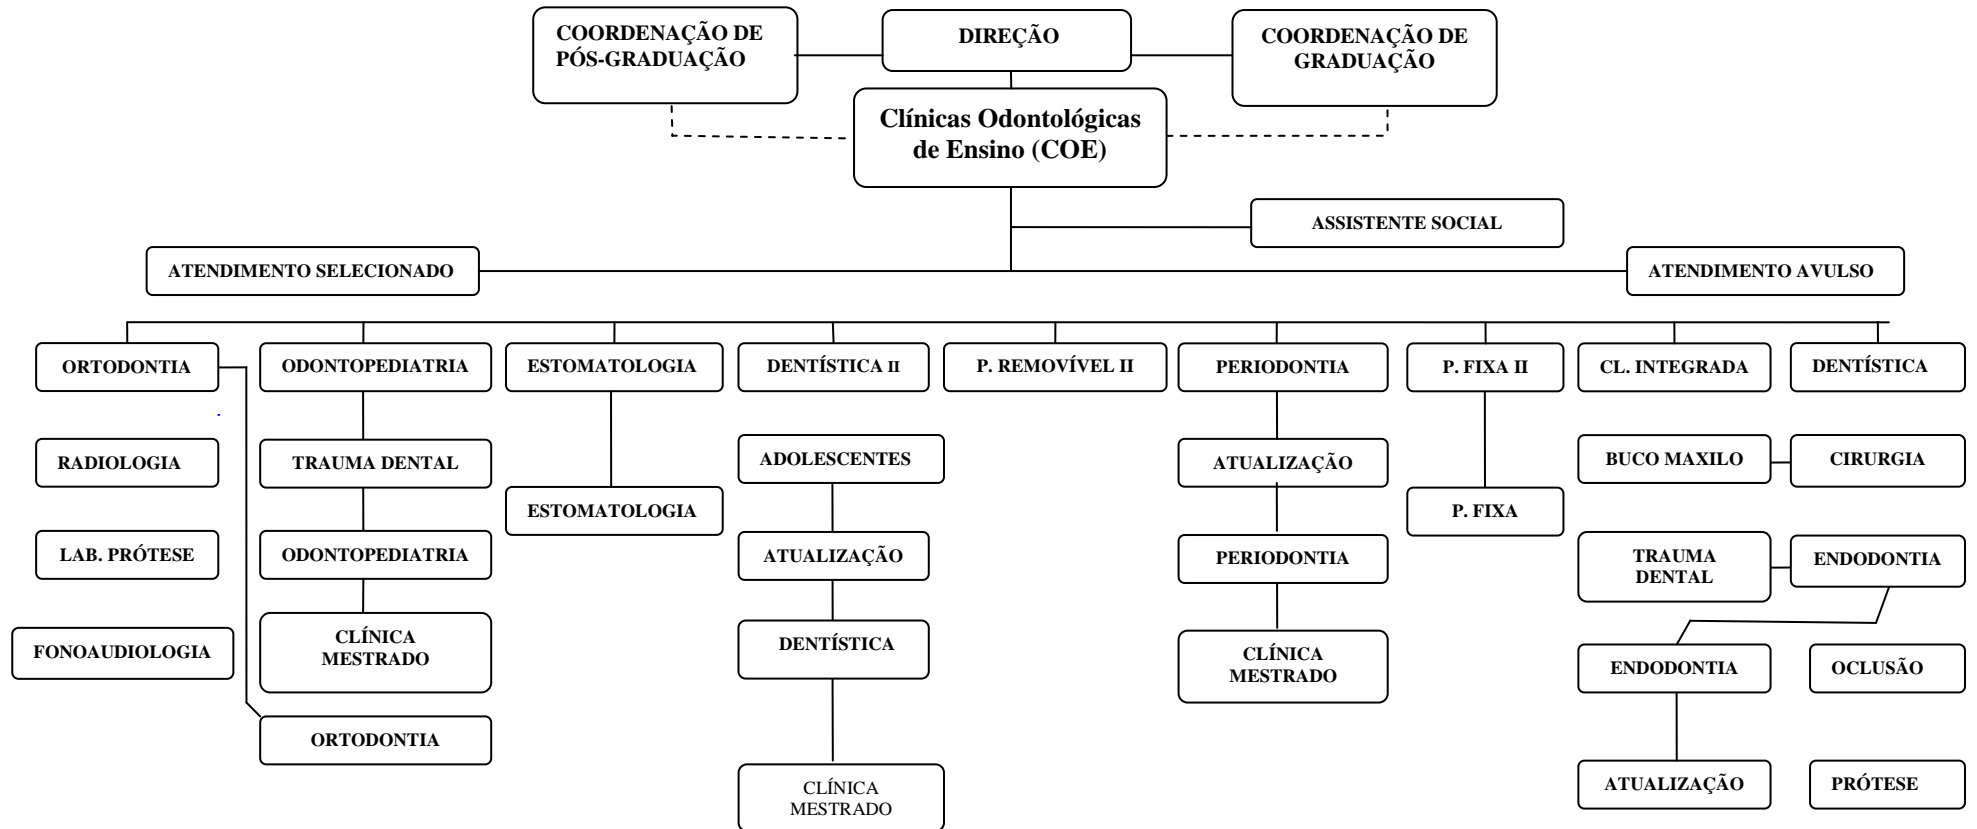 COORDENAÇÃO DE
PÓS-GRADUAÇÃO
DIREÇÃO
COORDENAÇÃO DE
GRADUAÇÃO
Clínicas Odontológicas
de Ensino (COE)
ASSISTENTE SOCIAL
ATENDIMENTO SELECIONADO
ATENDIMENTO AVULSO
ORTODONTIA
ODONTOPEDIATRIA
ESTOMATOLOGIA
DENTÍSTICA II
P. REMOVÍVEL II
PERIODONTIA
P. FIXA II
CL. INTEGRADA
DENTÍSTICA
RADIOLOGIA
TRAUMA DENTAL
ADOLESCENTES
ATUALIZAÇÃO
BUCO MAXILO
CIRURGIA
ESTOMATOLOGIA
P. FIXA
LAB. PRÓTESE
ODONTOPEDIATRIA
ATUALIZAÇÃO
PERIODONTIA
TRAUMA
DENTAL
ENDODONTIA
FONOAUDIOLOGIA
CLÍNICA
MESTRADO
DENTÍSTICA
CLÍNICA
MESTRADO
ENDODONTIA
OCLUSÃO
ORTODONTIA
CLÍNICA
MESTRADO
ATUALIZAÇÃO
PRÓTESE